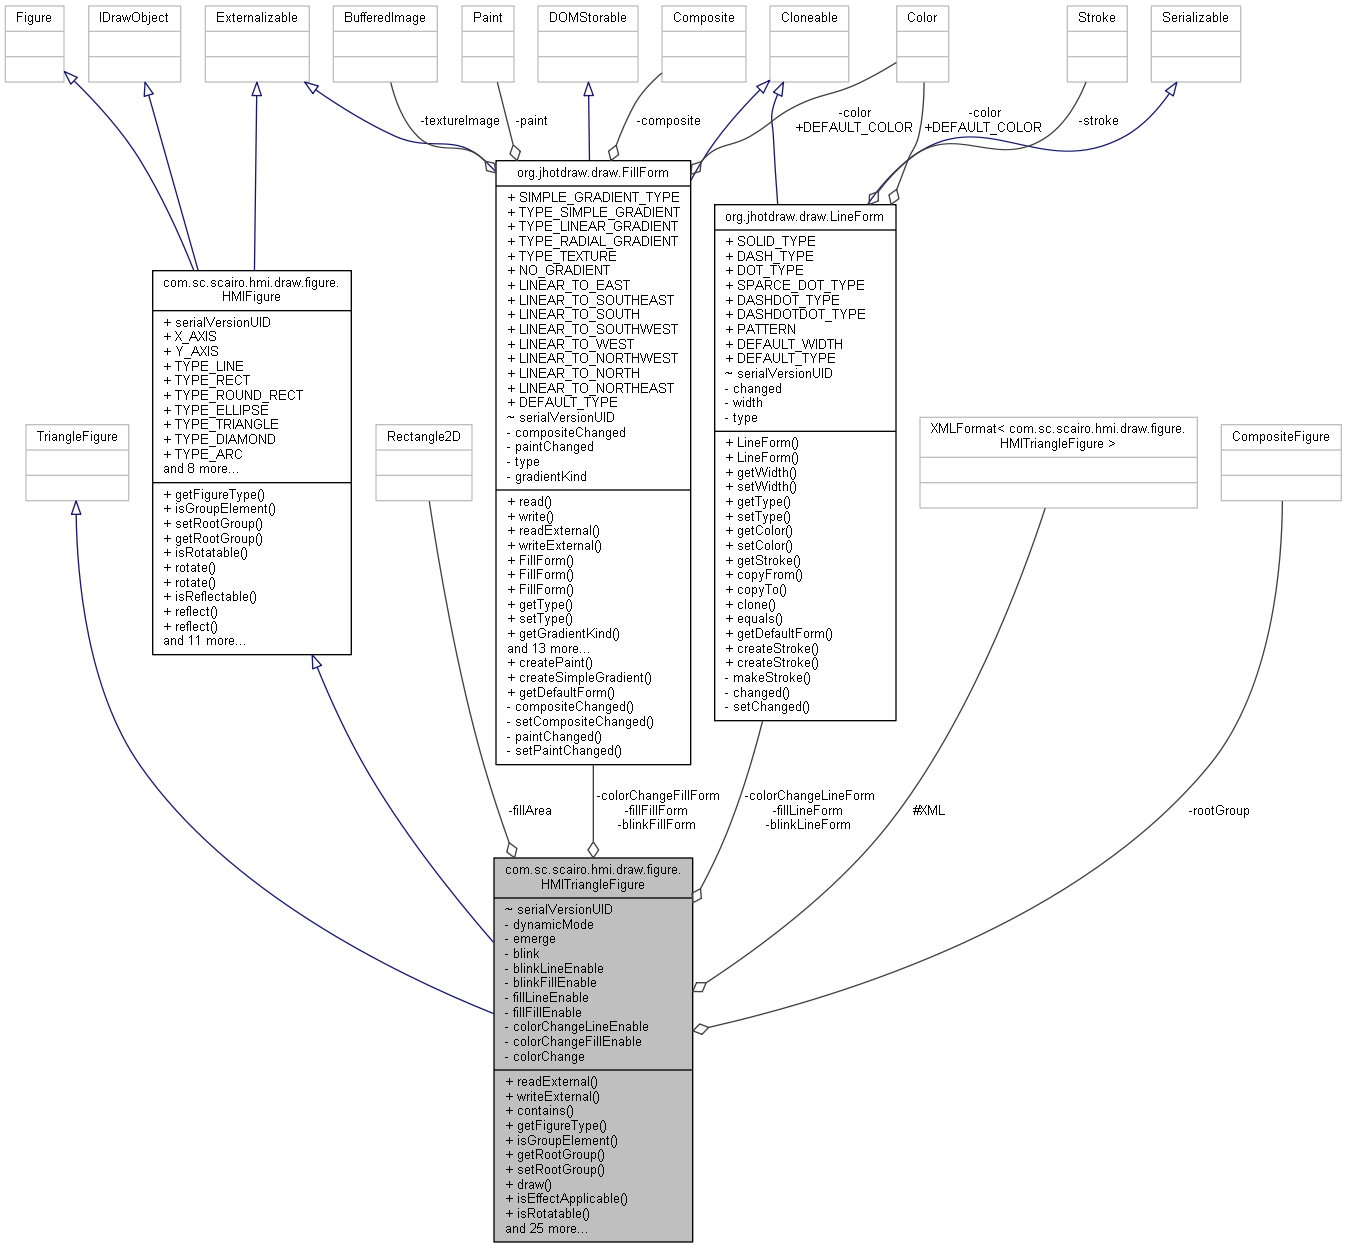 Figure
IDrawObject
Externalizable
BufferedImage
Paint
DOMStorable
Composite
Cloneable
Color
Stroke
Serializable
-textureImage
-paint
-composite
-color
+DEFAULT_COLOR
-color
+DEFAULT_COLOR
-stroke
org.jhotdraw.draw.FillForm
+ SIMPLE_GRADIENT_TYPE
+ TYPE_SIMPLE_GRADIENT
+ TYPE_LINEAR_GRADIENT
+ TYPE_RADIAL_GRADIENT
+ TYPE_TEXTURE
+ NO_GRADIENT
+ LINEAR_TO_EAST
+ LINEAR_TO_SOUTHEAST
+ LINEAR_TO_SOUTH
+ LINEAR_TO_SOUTHWEST
+ LINEAR_TO_WEST
+ LINEAR_TO_NORTHWEST
+ LINEAR_TO_NORTH
+ LINEAR_TO_NORTHEAST
+ DEFAULT_TYPE
~ serialVersionUID
- compositeChanged
- paintChanged
- type
- gradientKind
+ read()
+ write()
+ readExternal()
+ writeExternal()
+ FillForm()
+ FillForm()
+ FillForm()
+ getType()
+ setType()
+ getGradientKind()
and 13 more...
+ createPaint()
+ createSimpleGradient()
+ getDefaultForm()
- compositeChanged()
- setCompositeChanged()
- paintChanged()
- setPaintChanged()
org.jhotdraw.draw.LineForm
+ SOLID_TYPE
+ DASH_TYPE
+ DOT_TYPE
+ SPARCE_DOT_TYPE
+ DASHDOT_TYPE
+ DASHDOTDOT_TYPE
+ PATTERN
+ DEFAULT_WIDTH
+ DEFAULT_TYPE
~ serialVersionUID
- changed
- width
- type
+ LineForm()
+ LineForm()
+ getWidth()
+ setWidth()
+ getType()
+ setType()
+ getColor()
+ setColor()
+ getStroke()
+ copyFrom()
+ copyTo()
+ clone()
+ equals()
+ getDefaultForm()
+ createStroke()
+ createStroke()
- makeStroke()
- changed()
- setChanged()
com.sc.scairo.hmi.draw.figure.
HMIFigure
+ serialVersionUID
+ X_AXIS
+ Y_AXIS
+ TYPE_LINE
+ TYPE_RECT
+ TYPE_ROUND_RECT
+ TYPE_ELLIPSE
+ TYPE_TRIANGLE
+ TYPE_DIAMOND
+ TYPE_ARC
and 8 more...
+ getFigureType()
+ isGroupElement()
+ setRootGroup()
+ getRootGroup()
+ isRotatable()
+ rotate()
+ rotate()
+ isReflectable()
+ reflect()
+ reflect()
and 11 more...
TriangleFigure
Rectangle2D
XMLFormat< com.sc.scairo.hmi.draw.figure.
HMITriangleFigure >
CompositeFigure
-fillArea
-colorChangeFillForm
-fillFillForm
-blinkFillForm
-colorChangeLineForm
-fillLineForm
-blinkLineForm
#XML
-rootGroup
com.sc.scairo.hmi.draw.figure.
HMITriangleFigure
~ serialVersionUID
- dynamicMode
- emerge
- blink
- blinkLineEnable
- blinkFillEnable
- fillLineEnable
- fillFillEnable
- colorChangeLineEnable
- colorChangeFillEnable
- colorChange
+ readExternal()
+ writeExternal()
+ contains()
+ getFigureType()
+ isGroupElement()
+ getRootGroup()
+ setRootGroup()
+ draw()
+ isEffectApplicable()
+ isRotatable()
and 25 more...